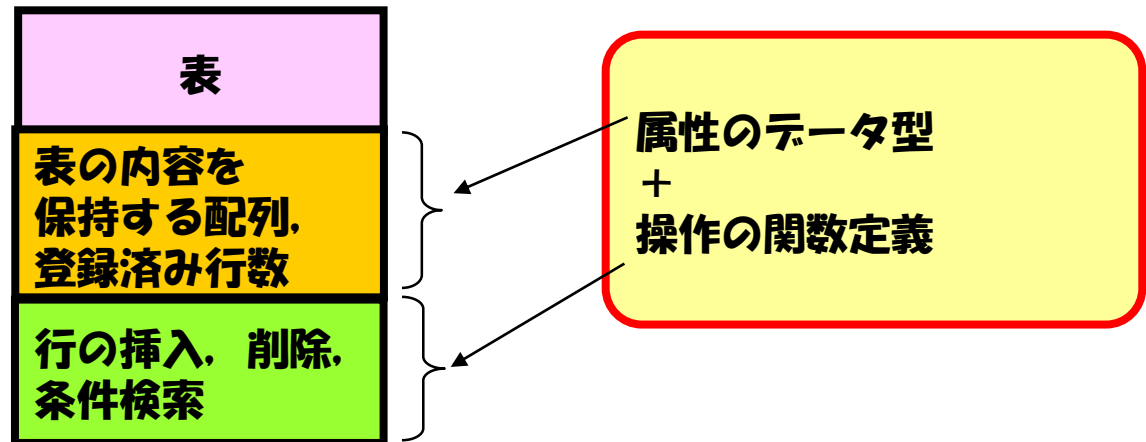 表
表の内容を
保持する配列,
登録済み行数
行の挿入, 削除,
条件検索
属性のデータ型
+
操作の関数定義